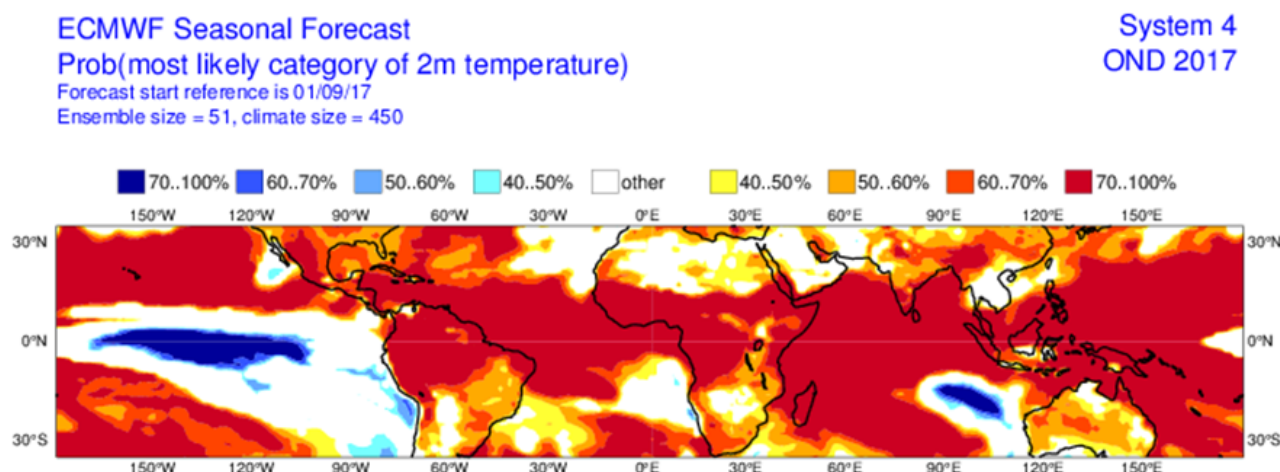 ECMWF Seasonal Forecast
System 4
Prob(most likely category of 2m temperature)
OND 2017
Forecast start reference is 01/09/17
Ensemble size = 51, climate size = 450
70..100% 60..70% 50..60% 40..50% other 40..50% 50..60% 60..70% 70..100%
150°W 120°W 90°W 60°W 30°W 0°E 30°E 60°E 90°E 120°E 150°E
30°N 30°N
0°N 0°N
30°S 30°S
150°W 120°W 90°W 60°W 30°W 0°E 30°E 60°E 90°E 120°E 150°E